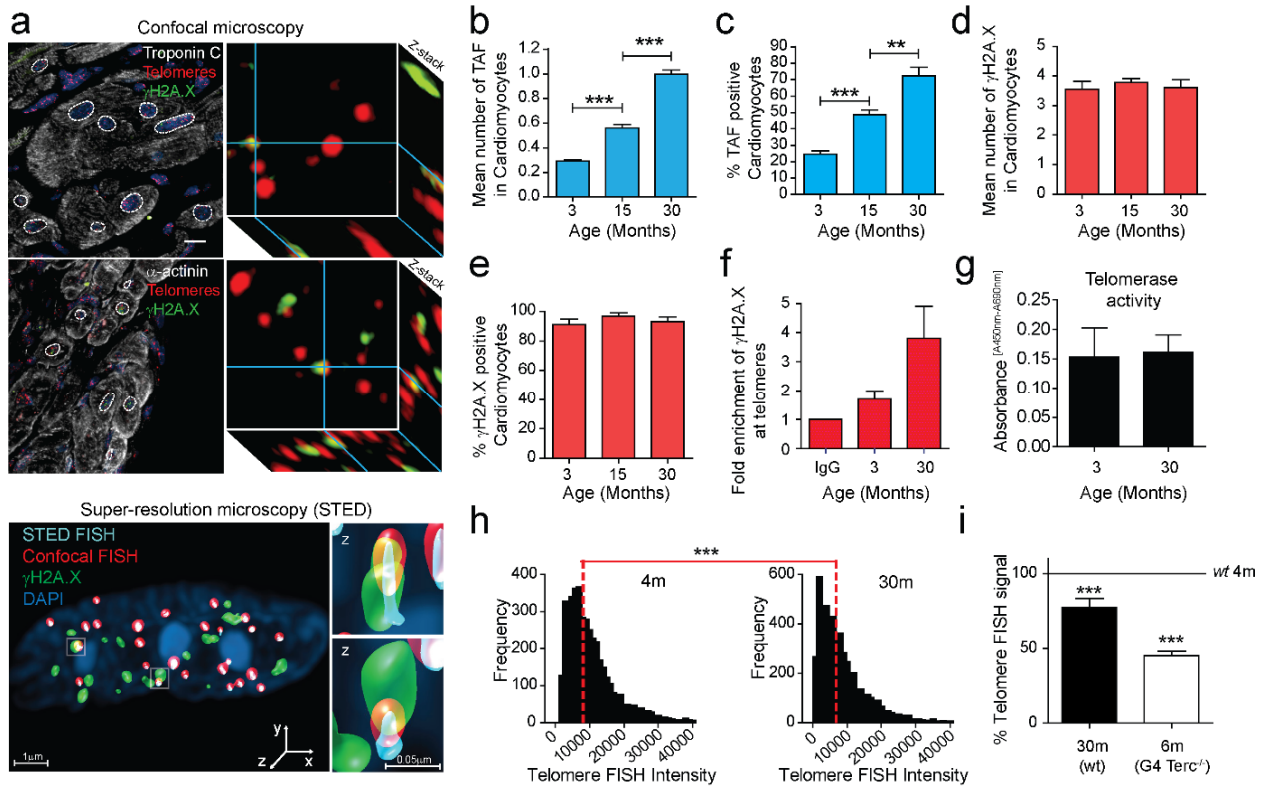 a
Confocal microscopy
Troponin C
Telomeres
γH2A.X
Z-stack
α-actinin
Telomeres
γH2A.X
Z-stack
Super-resolution microscopy (STED)
STED FISH
Confocal FISH
γH2A.X
DAPI
1μm
y
z
x
z
z
0.05μm
b
Mean number of TAF
in Cardiomyocytes
1.2
1.0
0.8
0.6
0.4
0.2
0
***
***
3 15 30
Age (Months)
c
% TAF positive
Cardiomyocytes
90
80
70
60
50
40
30
20
10
0
***
**
3 15 30
Age (Months)
d
Mean number of γH2A.X
in Cardiomyocytes
5
4
3
2
1
0
3 15 30
Age (Months)
e
% γH2A.X positive
Cardiomyocytes
100
80
60
40
20
0
3 15 30
Age (Months)
f
Fold enrichment of γH2A.X
at telomeres
5
4
3
2
1
0
IgG 3 30
Age (Months)
g
Telomerase
activity
Absorbance [A450nm-A690nm]
0.25
0.20
0.15
0.10
0.05
0.00
3 30
Age (Months)
h
***
4m
Frequency
400
300
200
100
0
0 10000 20000 30000 40000
Telomere FISH Intensity
30m
Frequency
600
400
200
0
0 10000 20000 30000 40000
Telomere FISH Intensity
i
% Telomere FISH signal
100
50
0
wt 4m
***
***
30m 6m
(wt) (G4 Terc-/-)